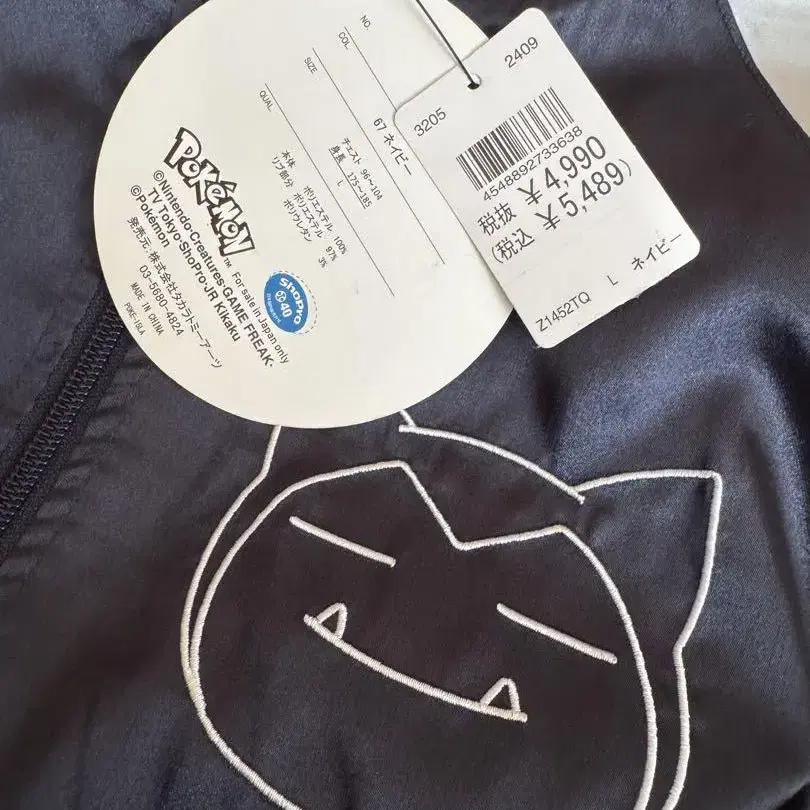 NO.
COL.
67 ネイビー
SIZE
チェスト 96〜104
身長 175〜185
L
QUAL.
本体 ポリエステル 100%
リブ部分 ポリエステル 97%
ポリウレタン 3%
POKéMON
TM
©Nintendo・Creatures・GAME FREAK・
TV Tokyo・ShoPro・JR Kikaku
©Pokémon
For sale in Japan only
発売元:株式会社タカラトミーアーツ
03-5680-4824
MADE IN CHINA
POKE-ISLA
ShoPro
40
3205
2409
4548892733638
税抜 ¥4,990
(税込 ¥5,489)
Z1452TQ L ネイビー